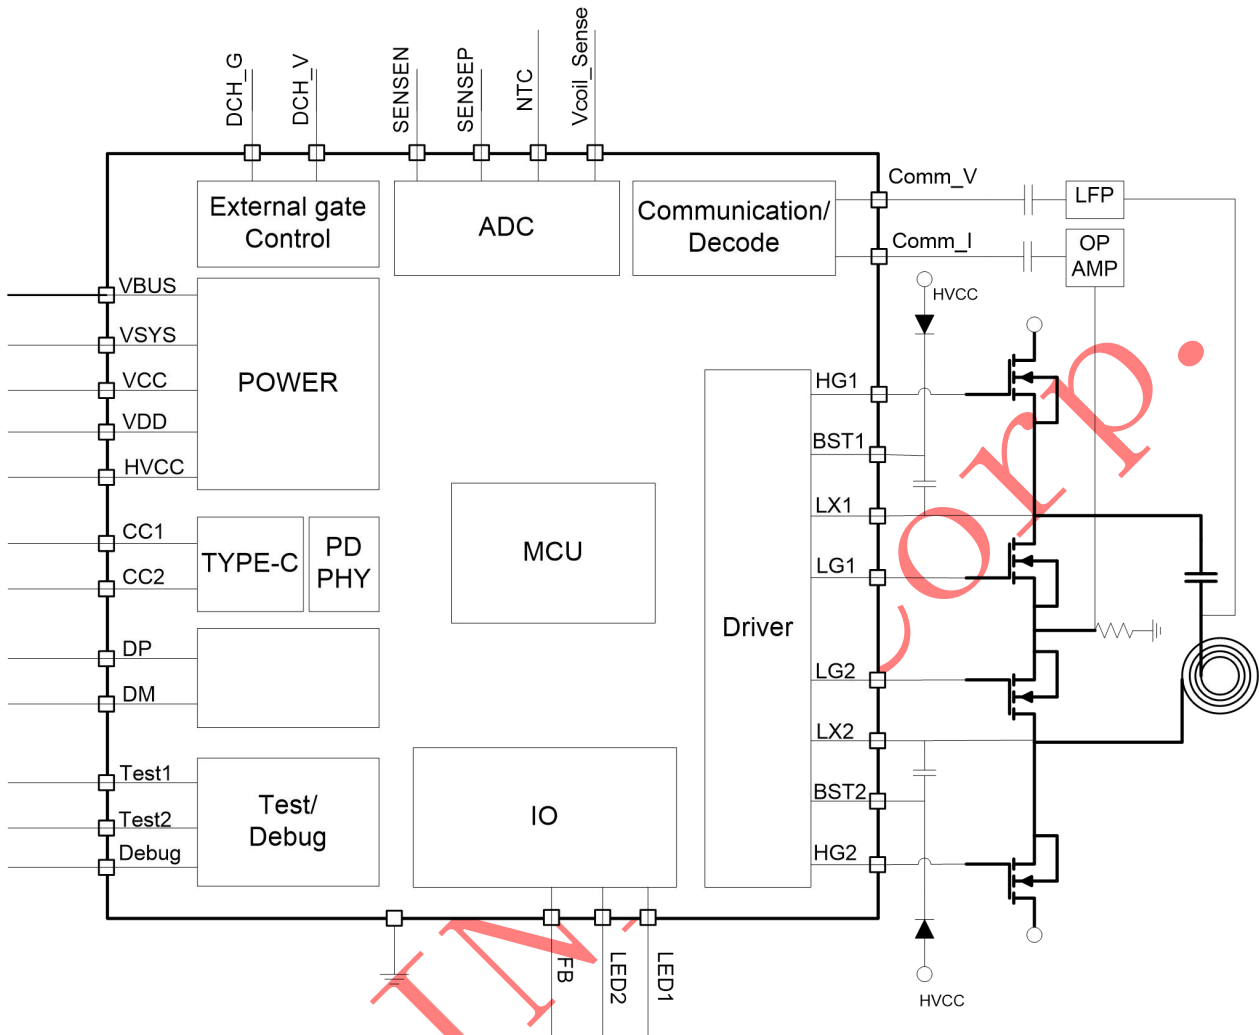 DCH_G
DCH_V
SENSEN
SENSEP
NTC
Vcoil_Sense
External gate
Control
ADC
Communication/
Decode
Comm_V
LFP
Comm_I
OP
AMP
HVCC
VBUS
VSYS
VCC
VDD
HVCC
POWER
CC1
CC2
TYPE-C
PD
PHY
MCU
DP
DM
Test1
Test2
Debug
Test/
Debug
IO
Driver
HG1
BST1
LX1
LG1
LG2
LX2
BST2
HG2
HVCC
FB
LED2
LED1
IN
Corp.